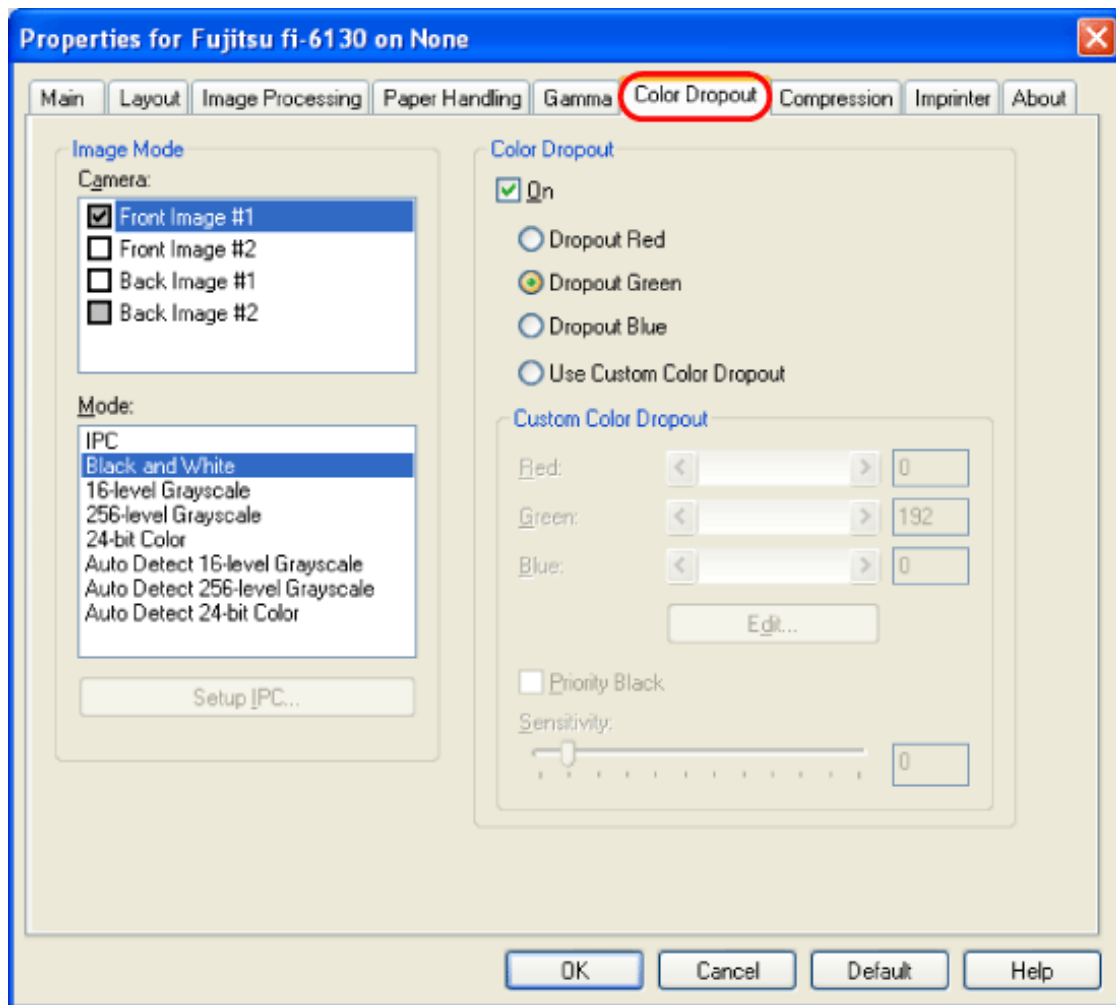 Properties for Fujitsu fi-6130 on None
Main Layout Image Processing Paper Handling Gamma Color Dropout Compression Imprinter About
Image Mode
Camera:
Front Image #1
Front Image #2
Back Image #1
Back Image #2
Mode:
IPC
Black and White
16-level Grayscale
256-level Grayscale
24-bit Color
Auto Detect 16-level Grayscale
Auto Detect 256-level Grayscale
Auto Detect 24-bit Color
Setup IPC...
Color Dropout
On
Dropout Red
Dropout Green
Dropout Blue
Use Custom Color Dropout
Custom Color Dropout
Red: 0
Green: 192
Blue: 0
Edit...
Priority Black
Sensitivity:
0
OK Cancel Default Help